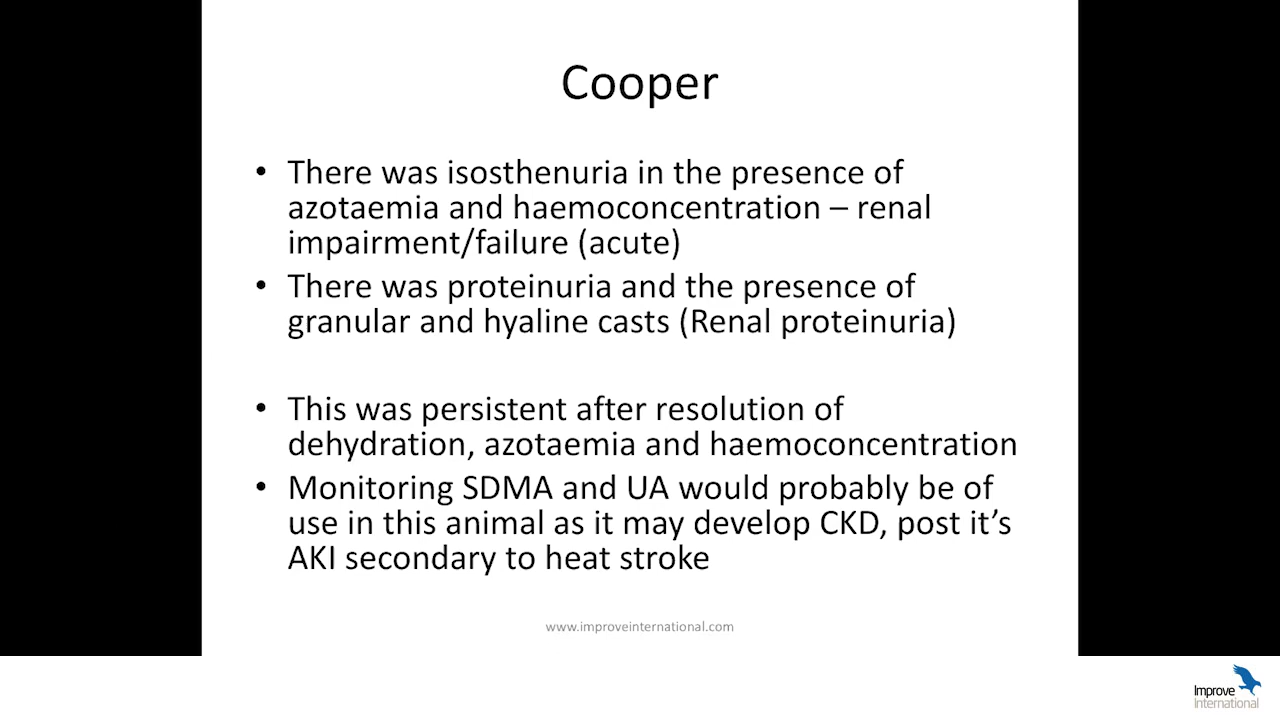 Cooper
• There was isosthenuria in the presence of
azotaemia and haemoconcentration – renal
impairment/failure (acute)
• There was proteinuria and the presence of
granular and hyaline casts (Renal proteinuria)
• This was persistent after resolution of
dehydration, azotaemia and haemoconcentration
• Monitoring SDMA and UA would probably be of
use in this animal as it may develop CKD, post it’s
AKI secondary to heat stroke
www.improveinternational.com
Improve
International